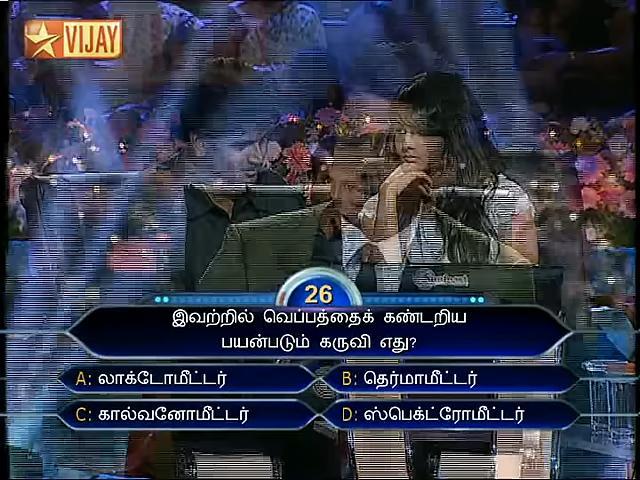 VIJAY
26
இவற்றில் வெப்பத்தைக் கண்டறிய
பயன்படும் கருவி எது?
A: லாக்டோமீட்டர்
B: தெர்மாமீட்டர்
C: கால்வனோமீட்டர்
D: ஸ்பெக்ட்ரோமீட்டர்